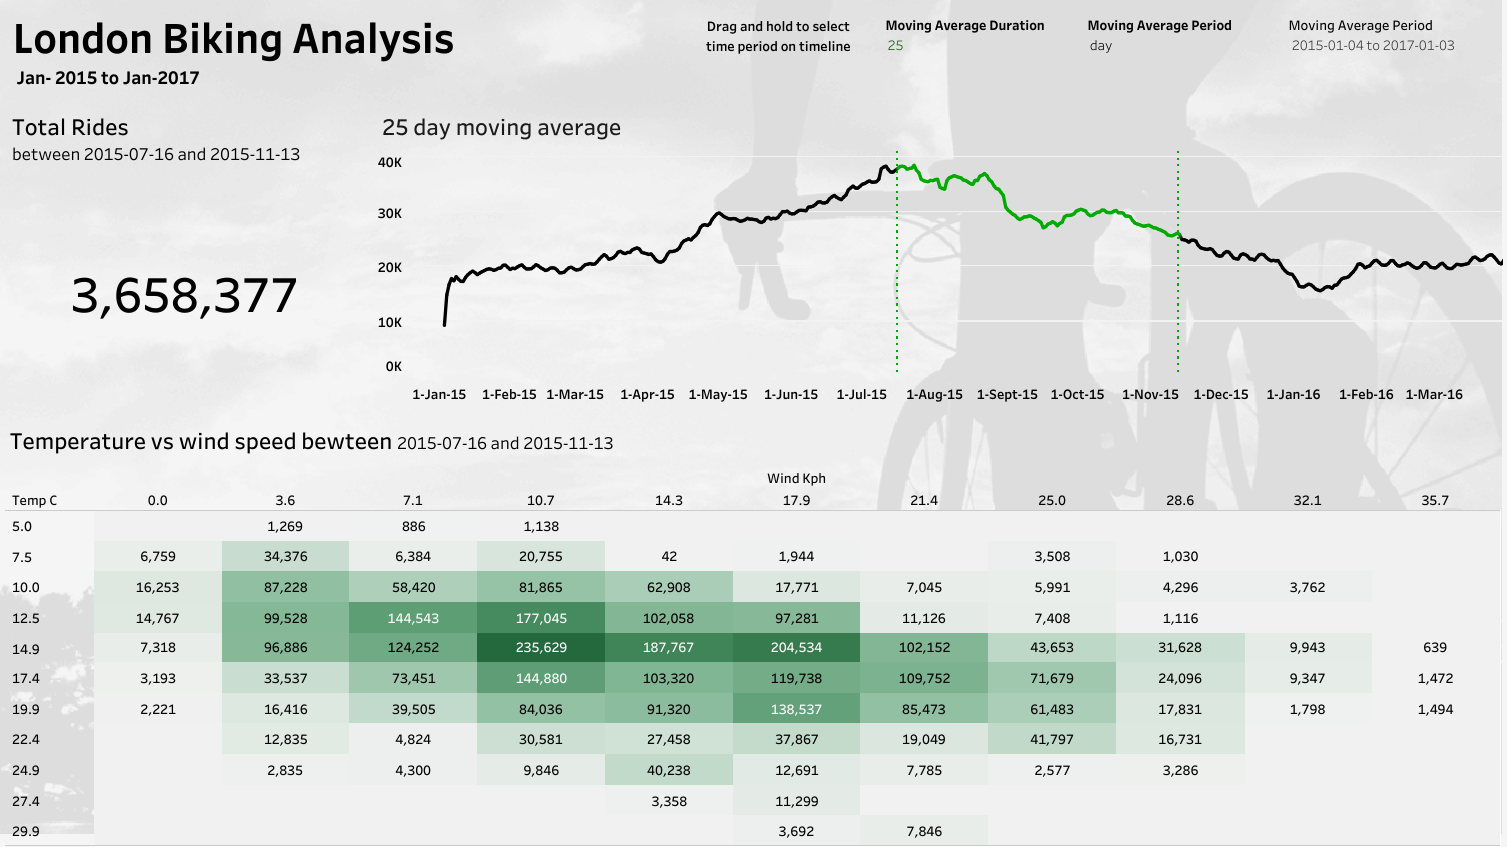 London Biking Analysis
Jan- 2015 to Jan-2017
Drag and hold to select
time period on timeline
Moving Average Duration
25
Moving Average Period
day
Moving Average Period
2015-01-04 to 2017-01-03
Total Rides
between 2015-07-16 and 2015-11-13
3,658,377
25 day moving average
40K
30K
20K
10K
0K
1-Jan-15 1-Feb-15 1-Mar-15 1-Apr-15 1-May-15 1-Jun-15 1-Jul-15 1-Aug-15 1-Sept-15 1-Oct-15 1-Nov-15 1-Dec-15 1-Jan-16 1-Feb-16 1-Mar-16
Temperature vs wind speed bewteen 2015-07-16 and 2015-11-13
Wind Kph
Temp C 0.0 3.6 7.1 10.7 14.3 17.9 21.4 25.0 28.6 32.1 35.7
5.0 1,269 886 1,138
7.5 6,759 34,376 6,384 20,755 42 1,944 3,508 1,030
10.0 16,253 87,228 58,420 81,865 62,908 17,771 7,045 5,991 4,296 3,762
12.5 14,767 99,528 144,543 177,045 102,058 97,281 11,126 7,408 1,116
14.9 7,318 96,886 124,252 235,629 187,767 204,534 102,152 43,653 31,628 9,943 639
17.4 3,193 33,537 73,451 144,880 103,320 119,738 109,752 71,679 24,096 9,347 1,472
19.9 2,221 16,416 39,505 84,036 91,320 138,537 85,473 61,483 17,831 1,798 1,494
22.4 12,835 4,824 30,581 27,458 37,867 19,049 41,797 16,731
24.9 2,835 4,300 9,846 40,238 12,691 7,785 2,577 3,286
27.4 3,358 11,299
29.9 3,692 7,846